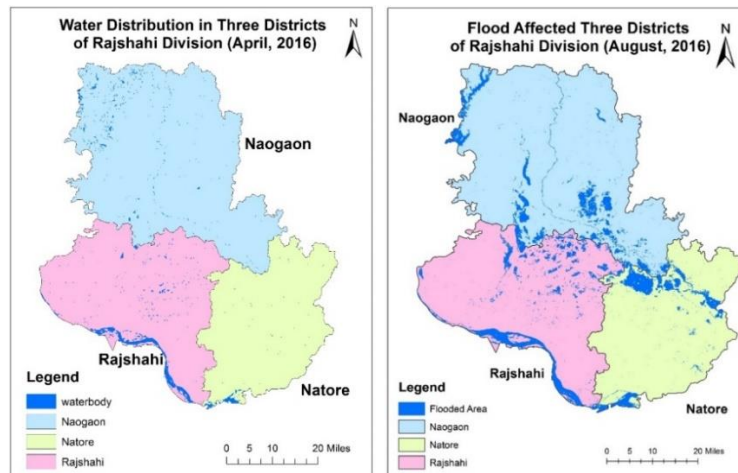 Water Distribution in Three Districts
of Rajshahi Division (April, 2016)
N
Naogaon
Rajshahi
Natore
Legend
waterbody
Naogaon
Natore
Rajshahi
0 5 10 20 Miles
Flood Affected Three Districts
of Rajshahi Division (August, 2016)
N
Naogaon
Rajshahi
Natore
Legend
Flooded Area
Naogaon
Natore
Rajshahi
0 5 10 20 Miles